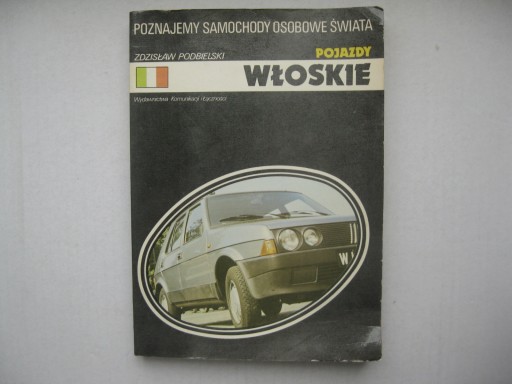 POZNAJEMY SAMOCHODY OSOBOWE ŚWIATA
ZDZISŁAW PODBIELSKI
POJAZDY
WŁOSKIE
Wydawnictwa Komunikacji i Łączności
W